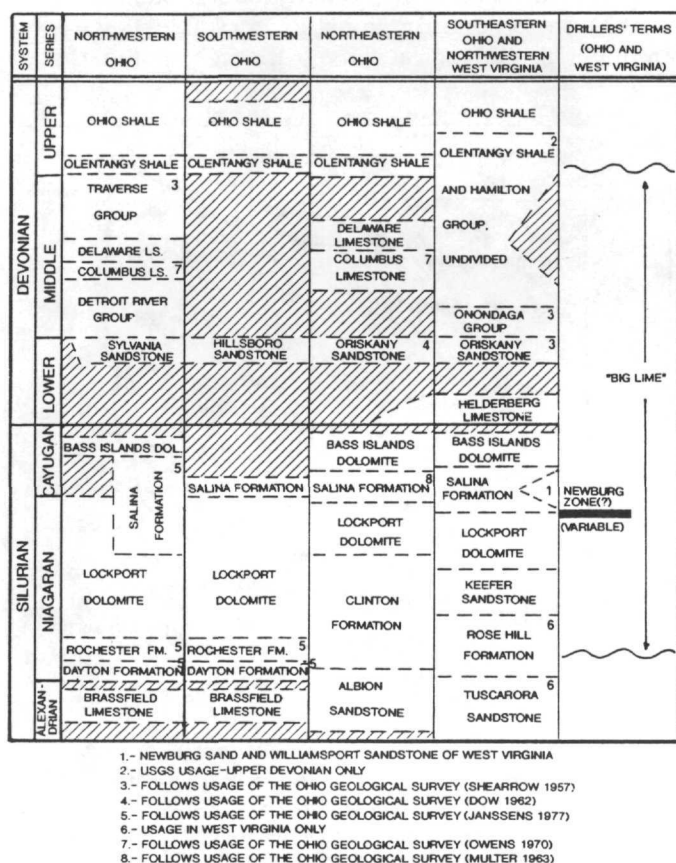 SYSTEM
SERIES
NORTHWESTERN
OHIO
SOUTHWESTERN
OHIO
NORTHEASTERN
OHIO
SOUTHEASTERN
OHIO AND
NORTHWESTERN
WEST VIRGINIA
DRILLERS' TERMS
(OHIO AND
WEST VIRGINIA)
DEVONIAN
UPPER
MIDDLE
LOWER
SILURIAN
CAYUGAN
NIAGARAN
ALEXAN-
DRIAN
OHIO SHALE
OLENTANGY SHALE
TRAVERSE 3
GROUP
DELAWARE LS.
COLUMBUS LS. 7
DETROIT RIVER
GROUP
SYLVANIA
SANDSTONE
BASS ISLANDS DOL.
5
SALINA
FORMATION
LOCKPORT
DOLOMITE
ROCHESTER FM. 5
DAYTON FORMATION 5
BRASSFIELD
LIMESTONE
OHIO SHALE
OLENTANGY SHALE
HILLSBORO
SANDSTONE
SALINA FORMATION
LOCKPORT
DOLOMITE
ROCHESTER FM. 5
DAYTON FORMATION 5
BRASSFIELD
LIMESTONE
OHIO SHALE
OLENTANGY SHALE
DELAWARE
LIMESTONE
COLUMBUS 7
LIMESTONE
ORISKANY 4
SANDSTONE
BASS ISLANDS
DOLOMITE
8
SALINA FORMATION
LOCKPORT
DOLOMITE
CLINTON
FORMATION
ALBION
SANDSTONE
OHIO SHALE
2
OLENTANGY SHALE
AND HAMILTON
GROUP,
UNDIVIDED
ONONDAGA 3
GROUP
ORISKANY 3
SANDSTONE
HELDERBERG
LIMESTONE
BASS ISLANDS
DOLOMITE
SALINA
FORMATION 1
LOCKPORT
DOLOMITE
KEEFER
SANDSTONE
6
ROSE HILL
FORMATION
6
TUSCARORA
SANDSTONE
"BIG LIME"
NEWBURG
ZONE(?)
(VARIABLE)
1.- NEWBURG SAND AND WILLIAMSPORT SANDSTONE OF WEST VIRGINIA
2.- USGS USAGE-UPPER DEVONIAN ONLY
3.- FOLLOWS USAGE OF THE OHIO GEOLOGICAL SURVEY (SHEARROW 1957)
4.- FOLLOWS USAGE OF THE OHIO GEOLOGICAL SURVEY (DOW 1962)
5.- FOLLOWS USAGE OF THE OHIO GEOLOGICAL SURVEY (JANSSENS 1977)
6.- USAGE IN WEST VIRGINIA ONLY
7.- FOLLOWS USAGE OF THE OHIO GEOLOGICAL SURVEY (OWENS 1970)
8.- FOLLOWS USAGE OF THE OHIO GEOLOGICAL SURVEY (MULTER 1963)